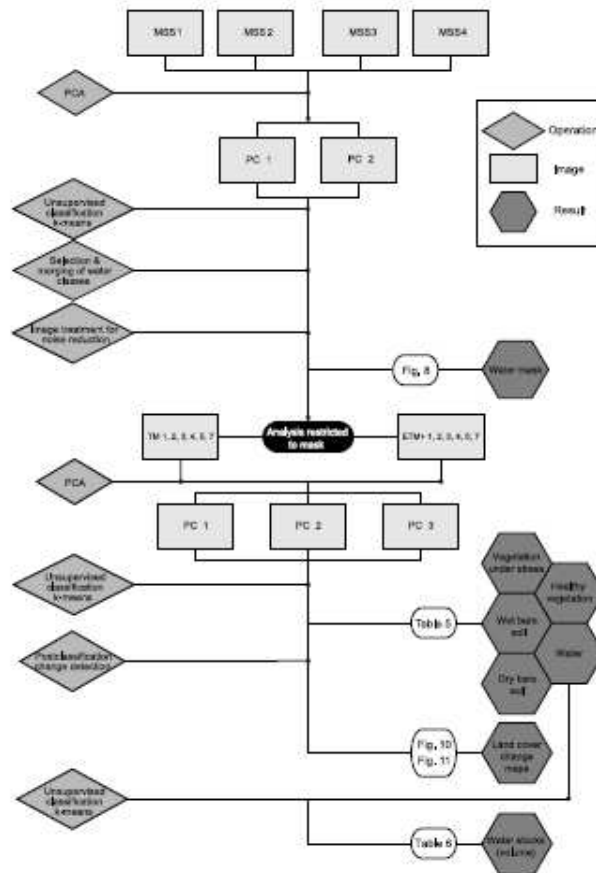 MSS1
MSS2
MSS3
MSS4
PCA
Operation
Image
Result
PC 1
PC 2
Unsupervised
classification
k-means
Selection &
merging of water
classes
Image treatment for
noise reduction
Fig. 8
Water mask
TM 1, 2, 3, 4, 5, 7
Analysis restricted
to mask
ETM+ 1, 2, 3, 4, 5, 7
PCA
PC 1
PC 2
PC 3
Unsupervised
classification
k-means
Vegetation
under stress
Healthy
vegetation
Table 5
Wet bare
soil
Water
Dry bare
soil
Postclassification
change detection
Fig. 10
Fig. 11
Land cover
change
maps
Unsupervised
classification
k-means
Table 6
Water stocks
(volume)